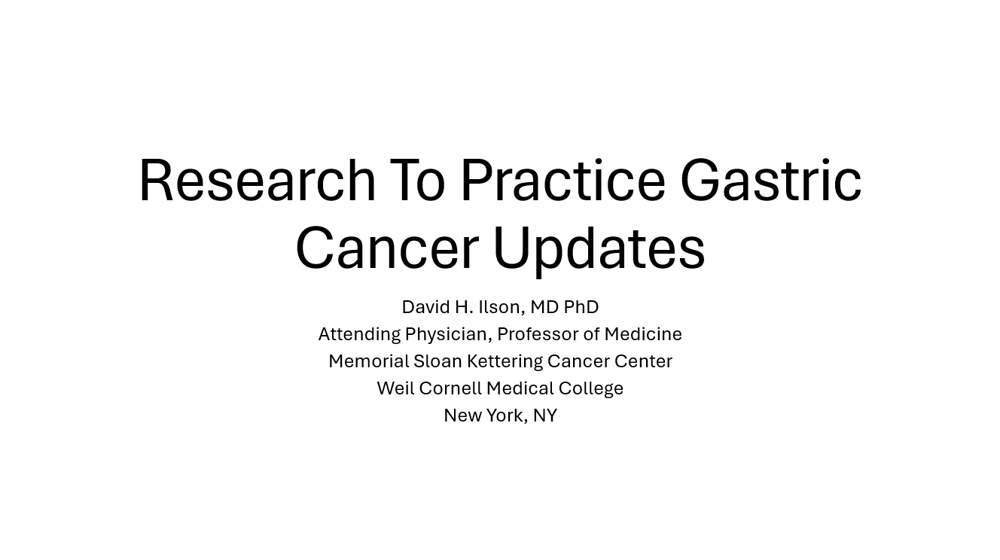 Research To Practice Gastric
Cancer Updates
David H. Ilson, MD PhD
Attending Physician, Professor of Medicine
Memorial Sloan Kettering Cancer Center
Weil Cornell Medical College
New York, NY